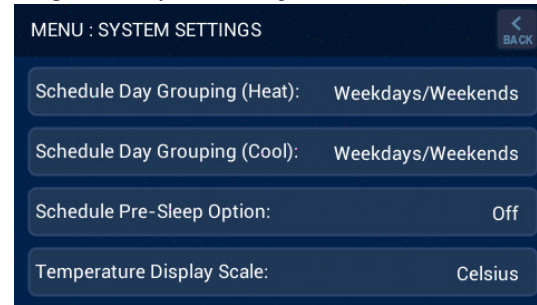 MENU : SYSTEM SETTINGS
BACK
Schedule Day Grouping (Heat): Weekdays/Weekends
Schedule Day Grouping (Cool): Weekdays/Weekends
Schedule Pre-Sleep Option: Off
Temperature Display Scale: Celsius